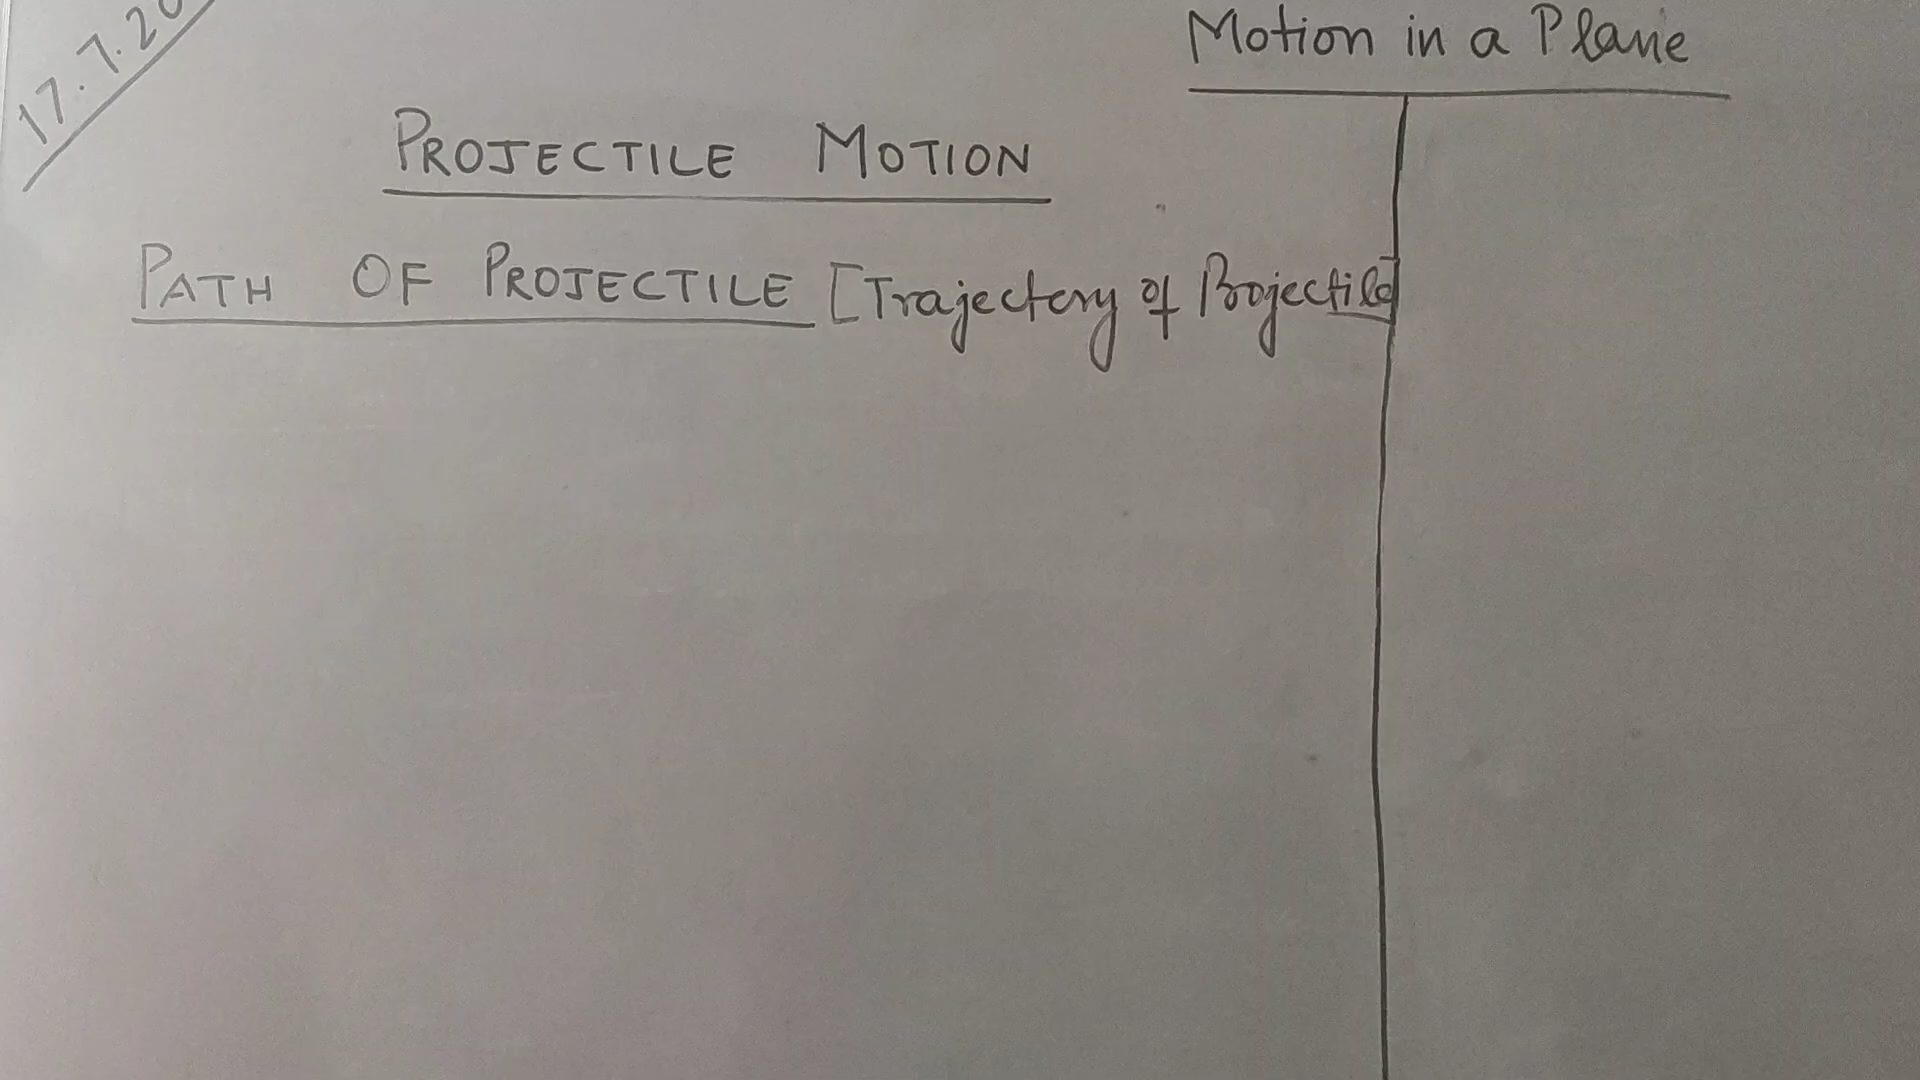 17.7.20
Motion in a Plane
PROJECTILE MOTION
PATH OF PROJECTILE [Trajectory of Projectile]